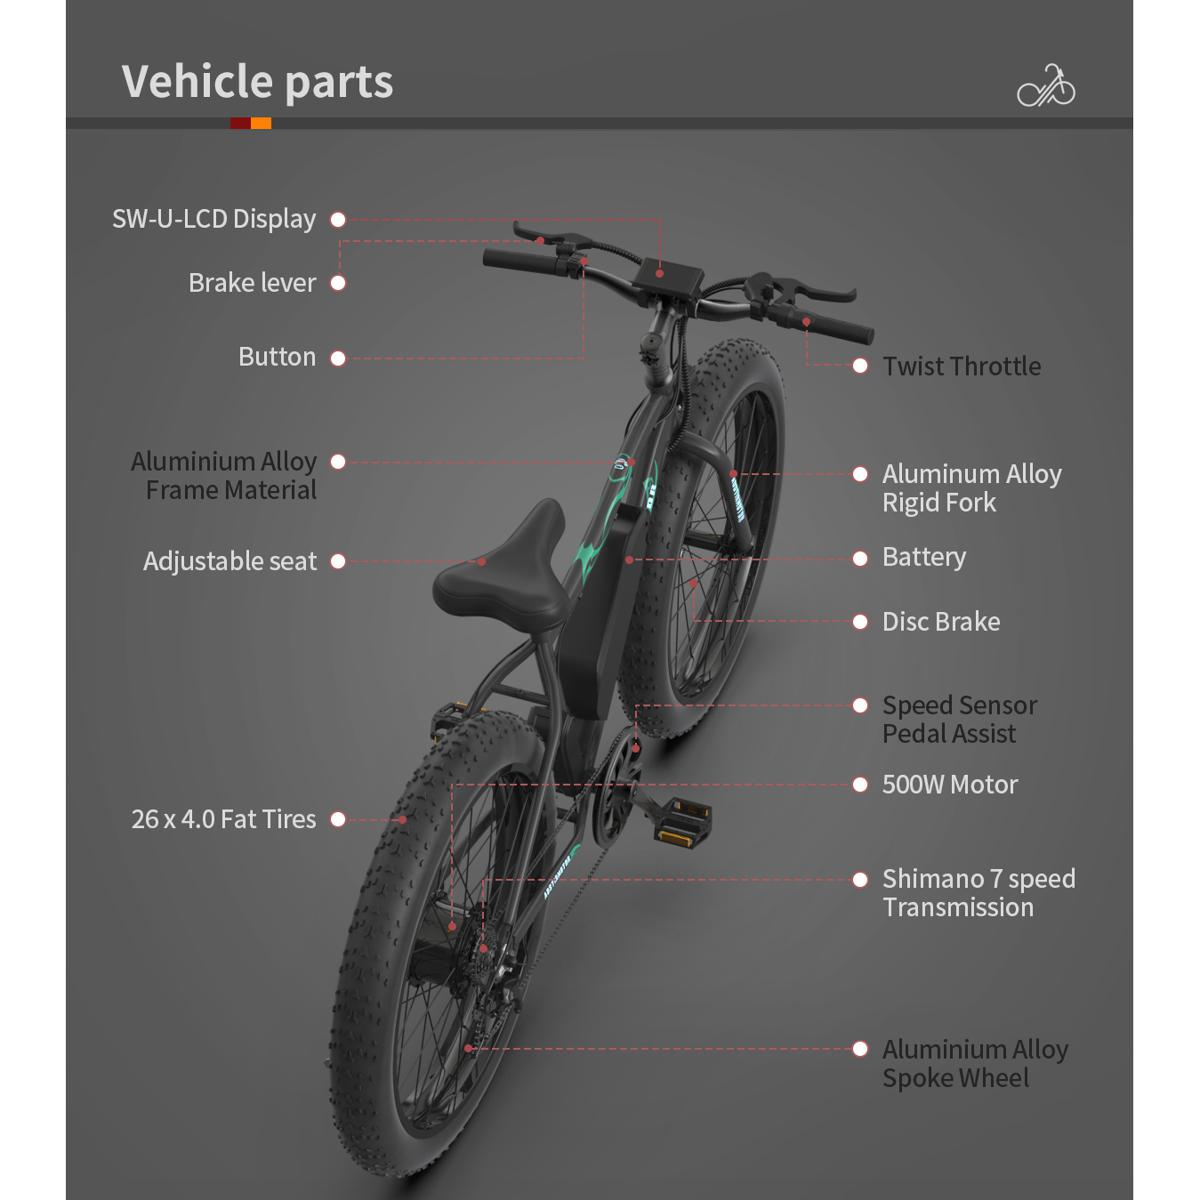 Vehicle parts
SW-U-LCD Display
Brake lever
Button
Twist Throttle
Aluminium Alloy
Frame Material
Aluminum Alloy
Rigid Fork
Adjustable seat
Battery
Disc Brake
Speed Sensor
Pedal Assist
500W Motor
26 x 4.0 Fat Tires
Shimano 7 speed
Transmission
Aluminium Alloy
Spoke Wheel